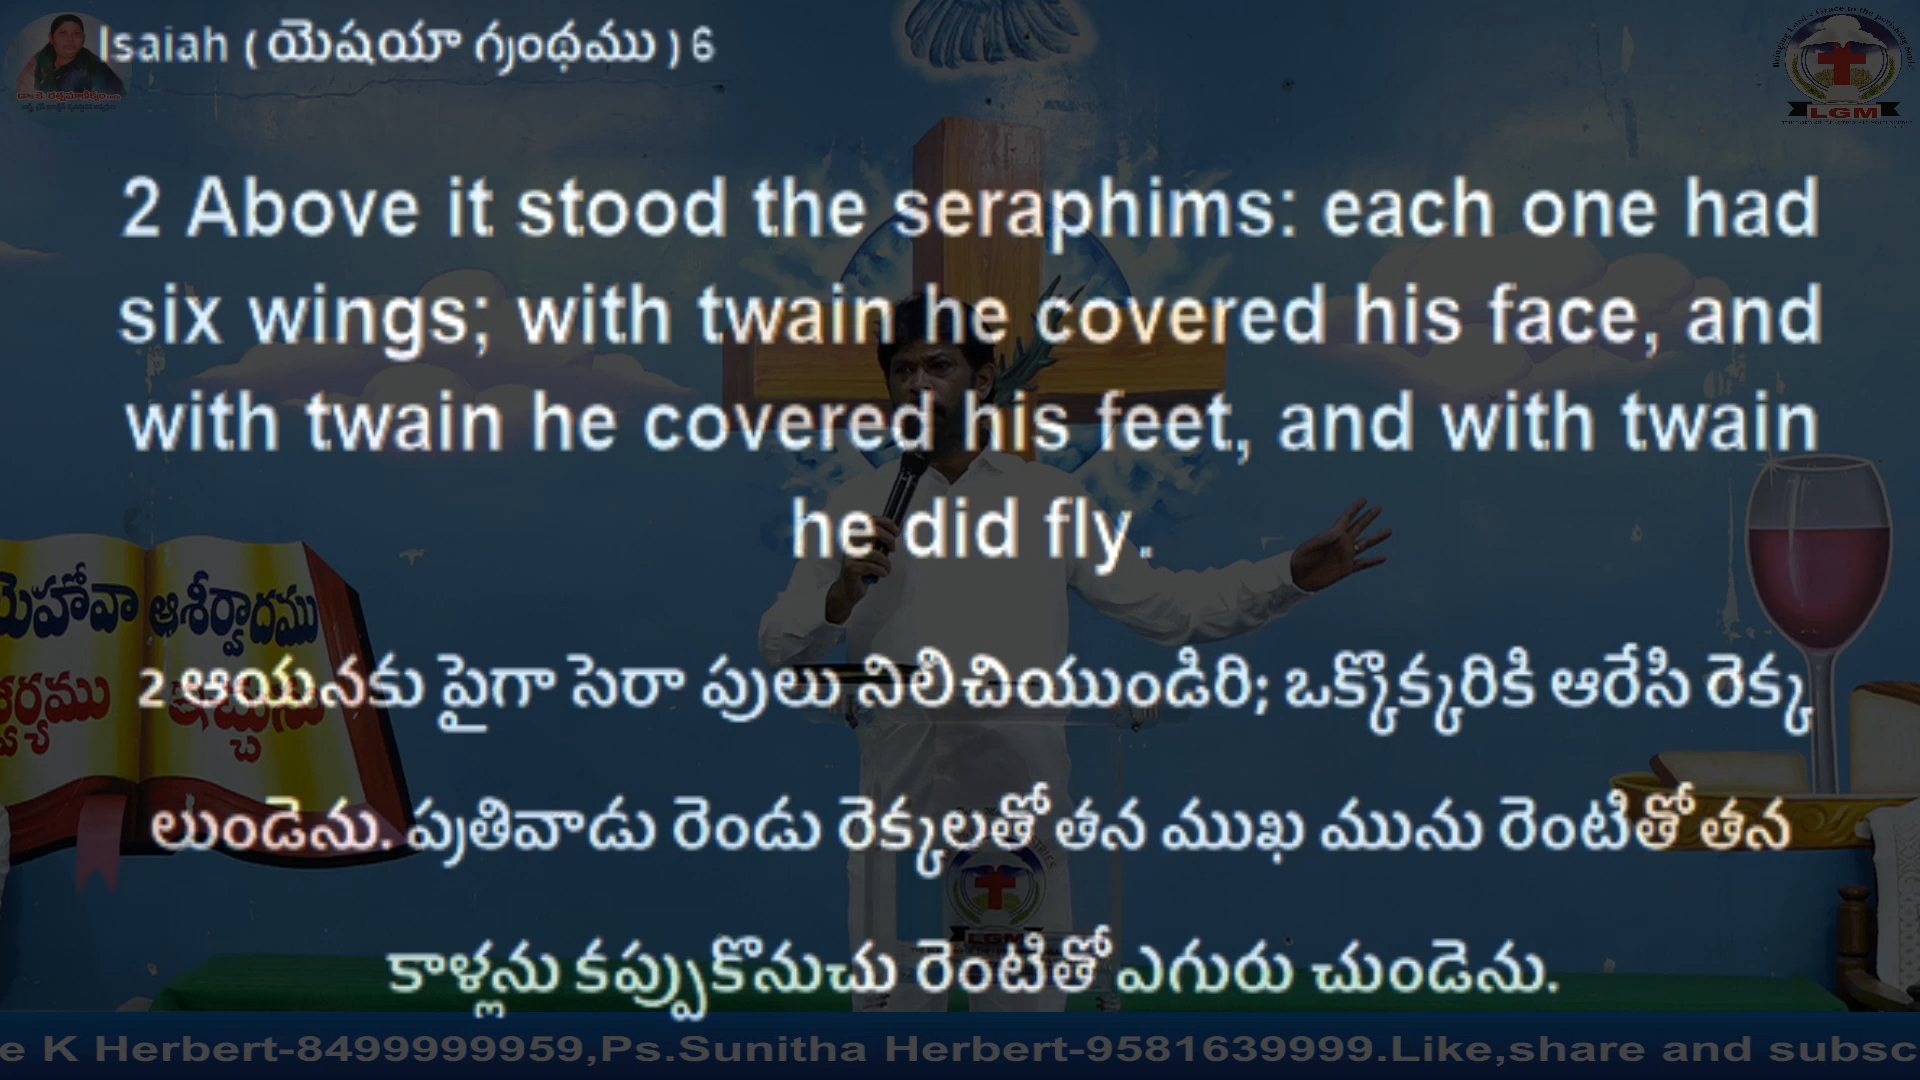 Isaiah ( యెషయా గ్రంథము ) 6
LGM
2 Above it stood the seraphims: each one had
six wings; with twain he covered his face, and
with twain he covered his feet, and with twain
he did fly.
యెహోవా ఆశీర్వాదము
ఇచ్చును
2 ఆయనకు పైగా సెరా పులు నిలిచియుండిరి; ఒక్కొక్కరికి ఆరేసి రెక్క
లుండెను. ప్రతివాడు రెండు రెక్కలతో తన ముఖ మును రెంటితో తన
కాళ్లను కప్పుకొనుచు రెంటితో ఎగురు చుండెను.
LGM
e K Herbert-8499999959,Ps.Sunitha Herbert-9581639999.Like,share and subsc